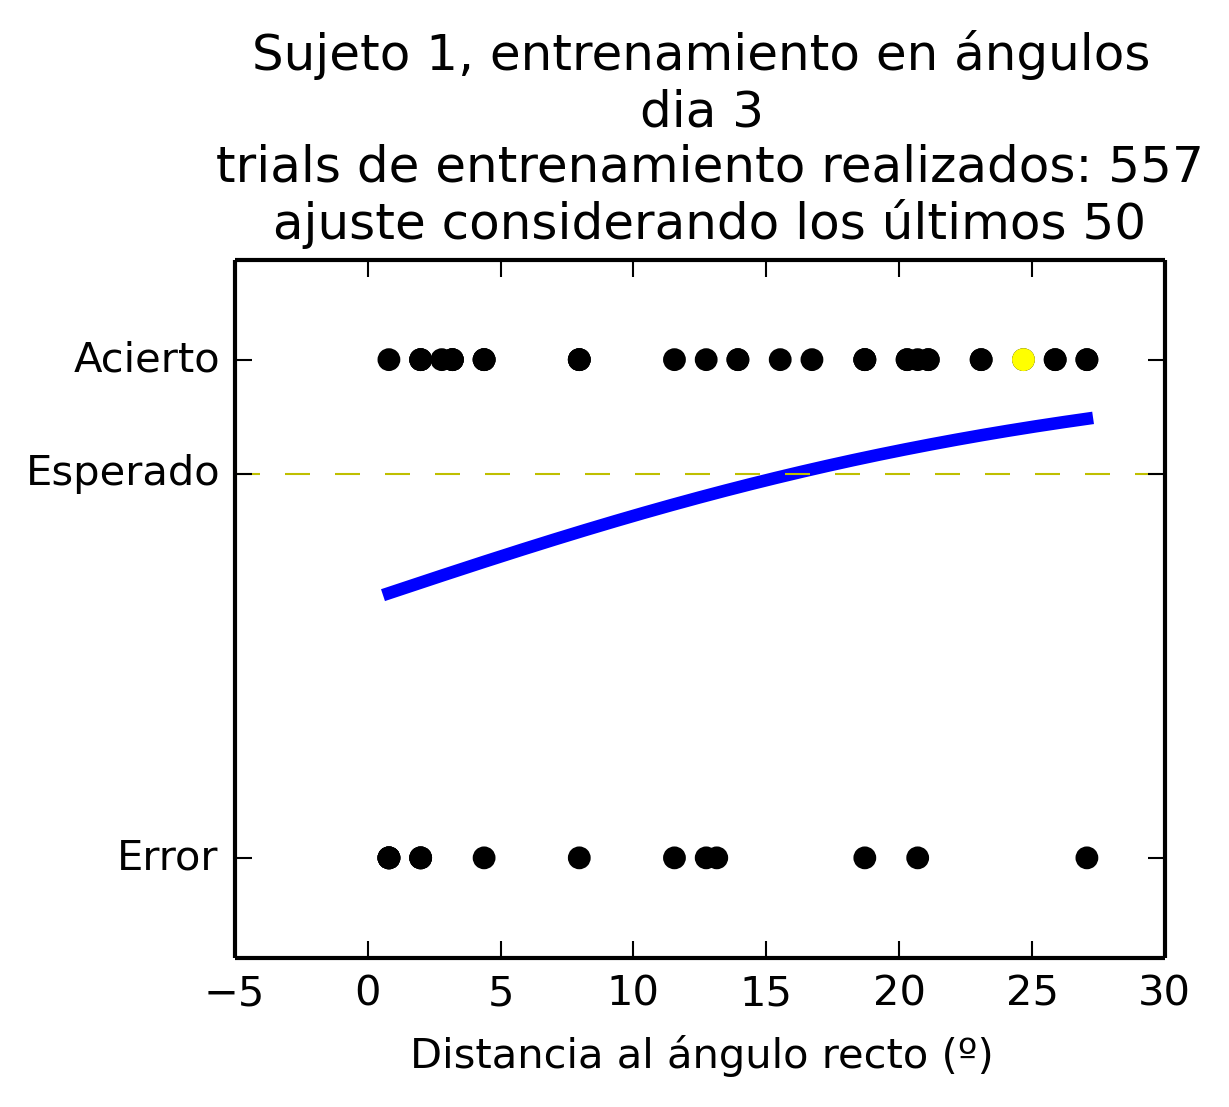 Sujeto 1, entrenamiento en ángulos
dia 3
trials de entrenamiento realizados: 557
ajuste considerando los últimos 50
Acierto
Esperado
Error
−5 0 5 10 15 20 25 30
Distancia al ángulo recto (º)